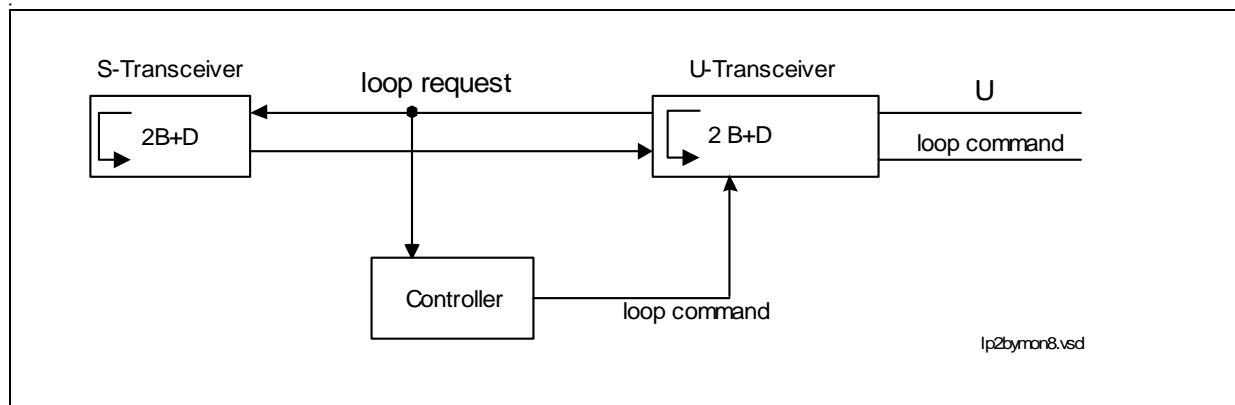 S-Transceiver
loop request
U-Transceiver
U
2B+D
2 B+D
loop command
Controller
loop command
lp2bymon8.vsd